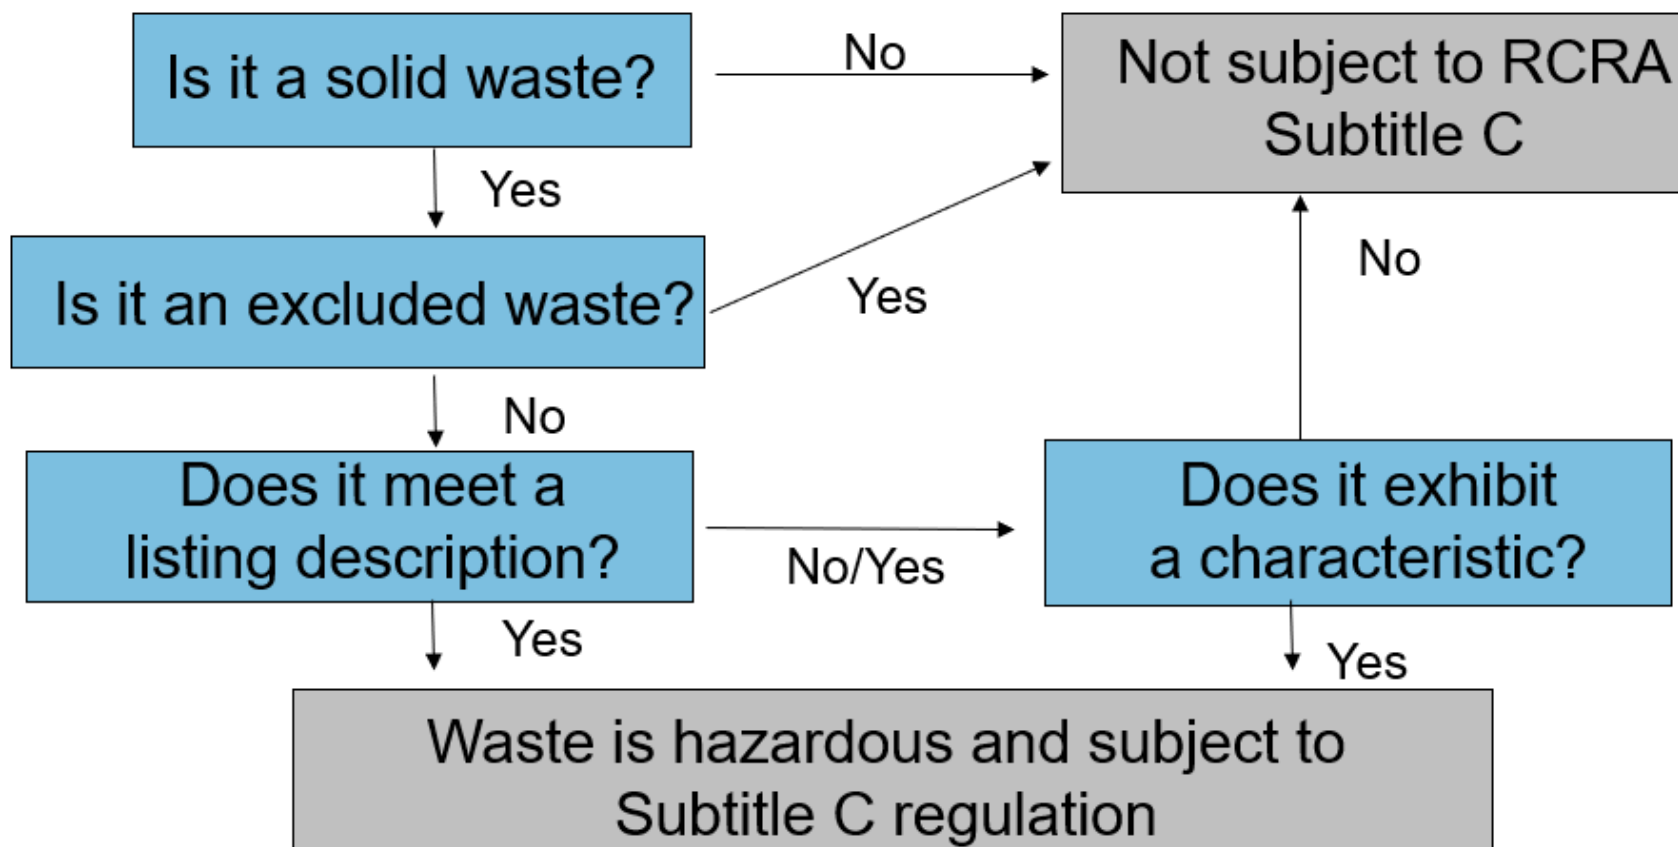 Is it a solid waste?
No
Not subject to RCRA
Subtitle C
Yes
Is it an excluded waste?
Yes
No
No
Does it meet a
listing description?
No/Yes
Does it exhibit
a characteristic?
Yes
Yes
Waste is hazardous and subject to
Subtitle C regulation